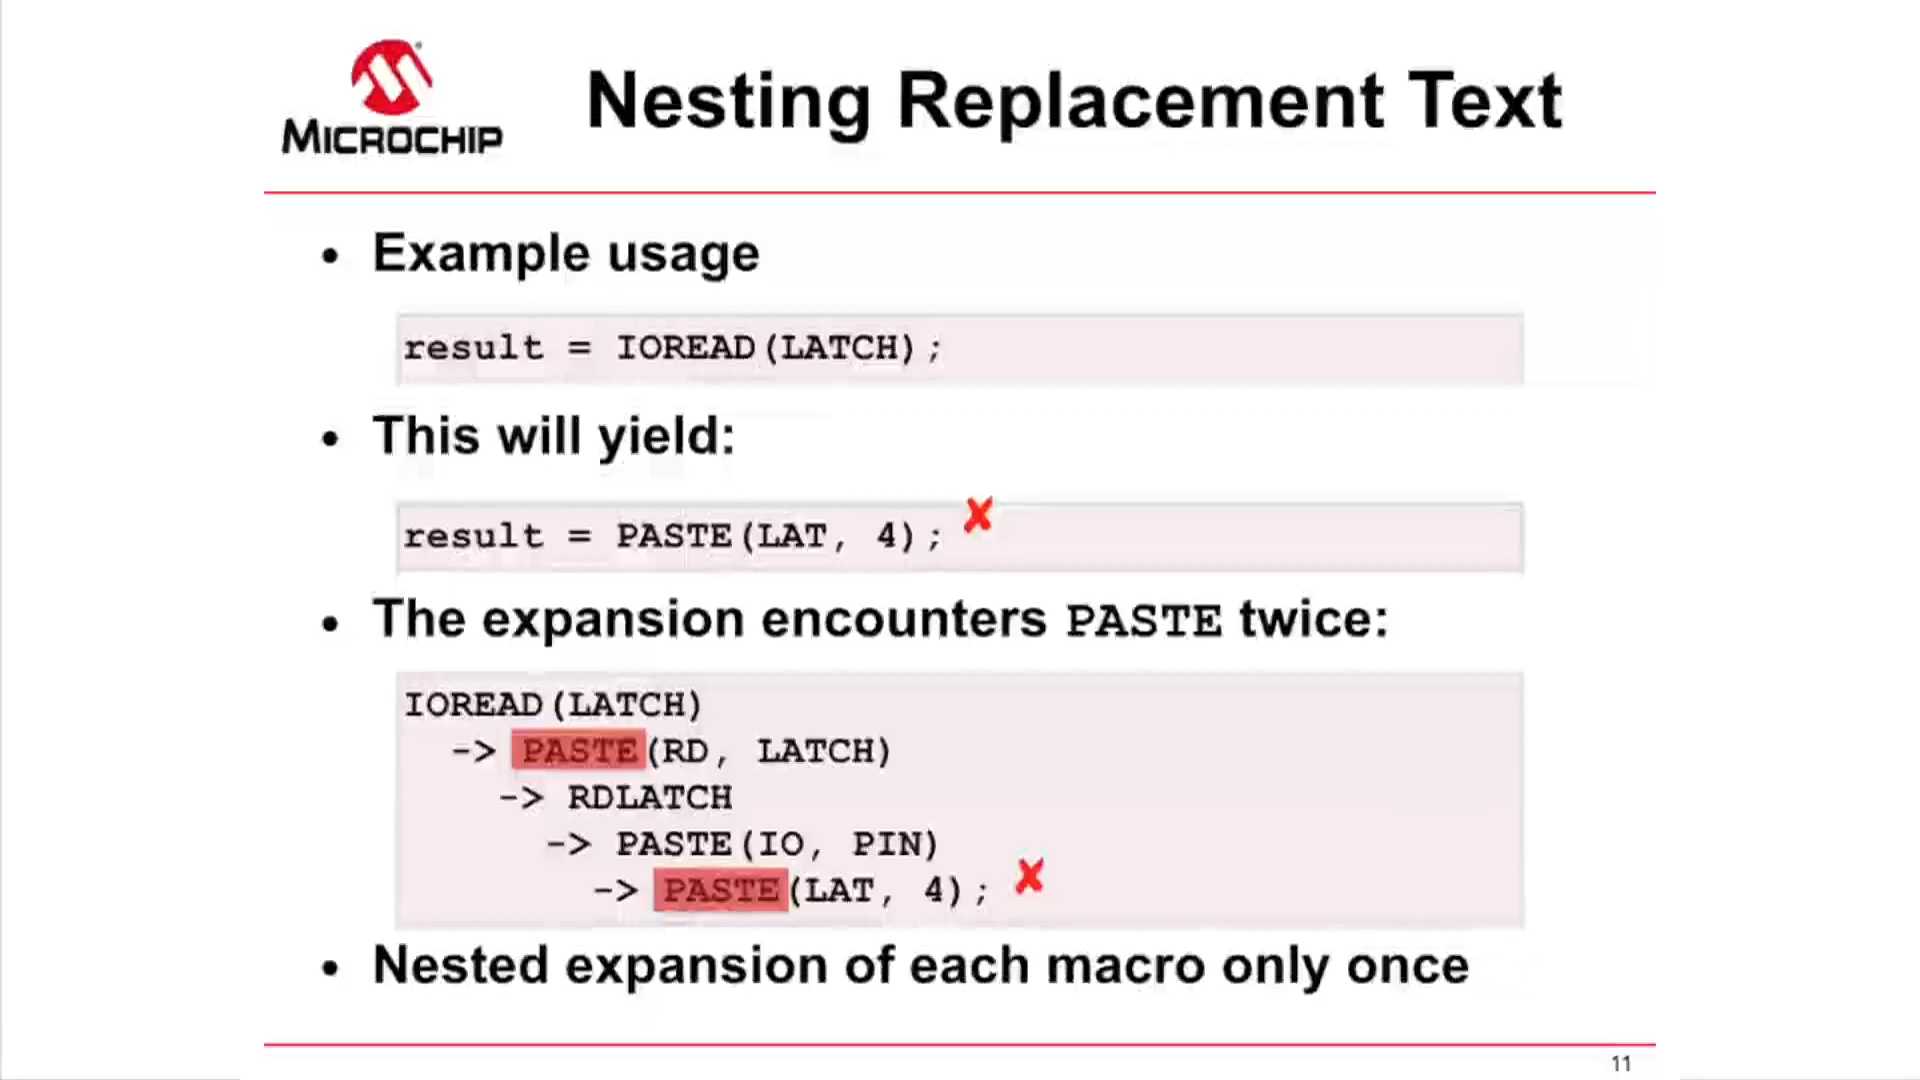 MICROCHIP
Nesting Replacement Text
• Example usage
result = IOREAD(LATCH);
• This will yield:
result = PASTE(LAT, 4); ✘
• The expansion encounters PASTE twice:
IOREAD(LATCH)
-> PASTE(RD, LATCH)
-> RDLATCH
-> PASTE(IO, PIN)
-> PASTE(LAT, 4); ✘
• Nested expansion of each macro only once
11